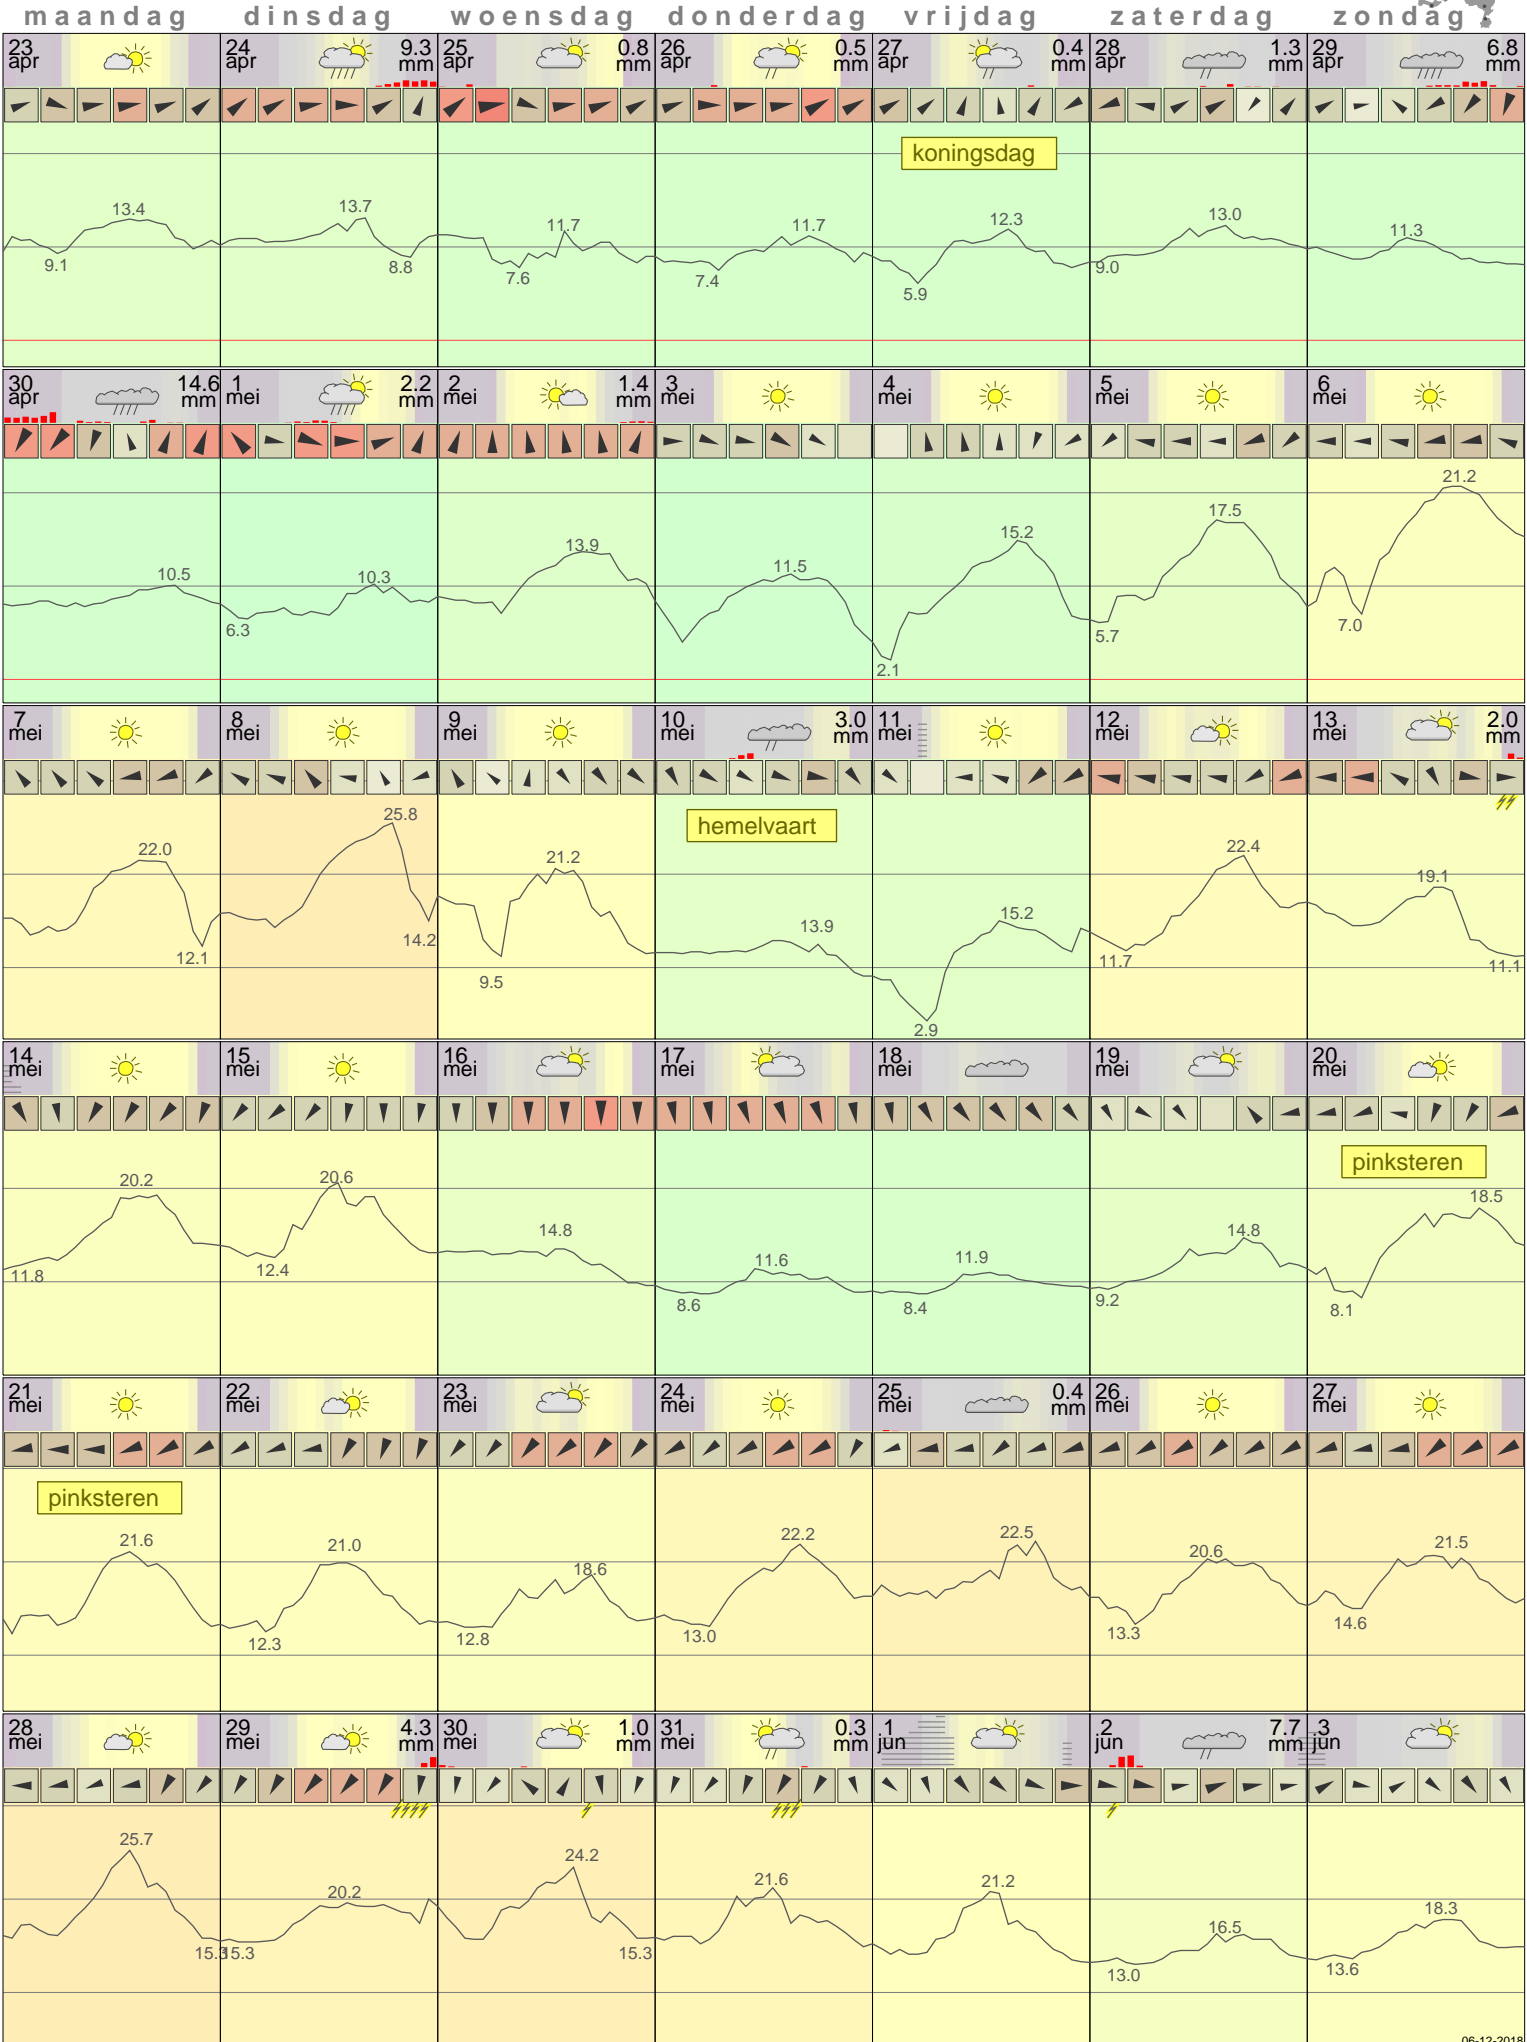 maandag dinsdag woensdag donderdag vrijdag zaterdag zondag
23 24 9.3 25 0.8 26 0.5 27 0.4 28 1.3 29 6.8
apr apr mm apr mm apr mm apr mm apr mm apr mm
koningsdag
13.4 13.7 11.7 11.7 12.3 13.0 11.3
9.1 8.8 7.6 7.4 5.9 9.0
30 14.6 1 2.2 2 1.4 3 4 5 6
apr mm mei mm mei mm mei mei mei mei
10.5 10.3 13.9 11.5 15.2 17.5 21.2
6.3 2.1 5.7 7.0
7 8 9 10 3.0 11 12 13 2.0
mei mei mei mei mm mei mei mei mm
hemelvaart
22.0 25.8 21.2 13.9 15.2 22.4 19.1
12.1 14.2 9.5 2.9 11.7 11.1
14 15 16 17 18 19 20
mei mei mei mei mei mei mei
pinksteren
20.2 20.6 14.8 11.6 11.9 14.8 18.5
11.8 12.4 8.6 8.4 9.2 8.1
21 22 23 24 25 0.4 26 27
mei mei mei mei mei mm mei mei
pinksteren
21.6 21.0 18.6 22.2 22.5 20.6 21.5
12.3 12.8 13.0 13.3 14.6
28 29 4.3 30 1.0 31 0.3 1 2 7.7 3
mei mei mm mei mm mei mm jun jun mm jun
25.7 20.2 24.2 21.6 21.2 16.5 18.3
15.3 15.3 15.3 13.0 13.6
06-12-2018